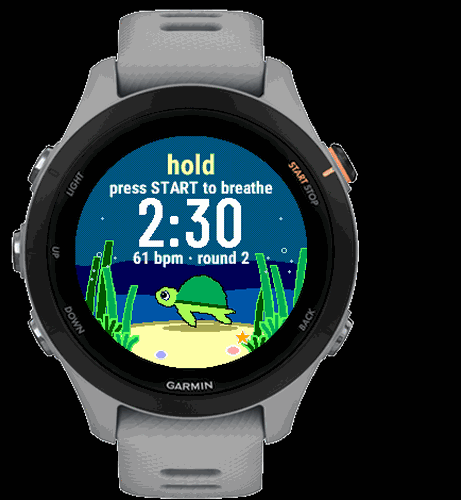 hold
press START to breathe
2:30
61 bpm · round 2
LIGHT
START STOP
UP
DOWN
BACK
GARMIN